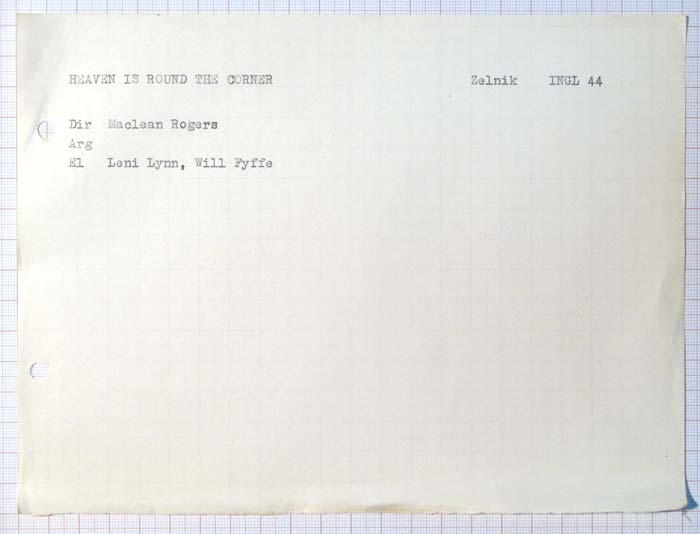 HEAVEN IS ROUND THE CORNER Zelnik INGL 44
Dir Maclean Rogers
Arg
El Leni Lynn, Will Fyffe